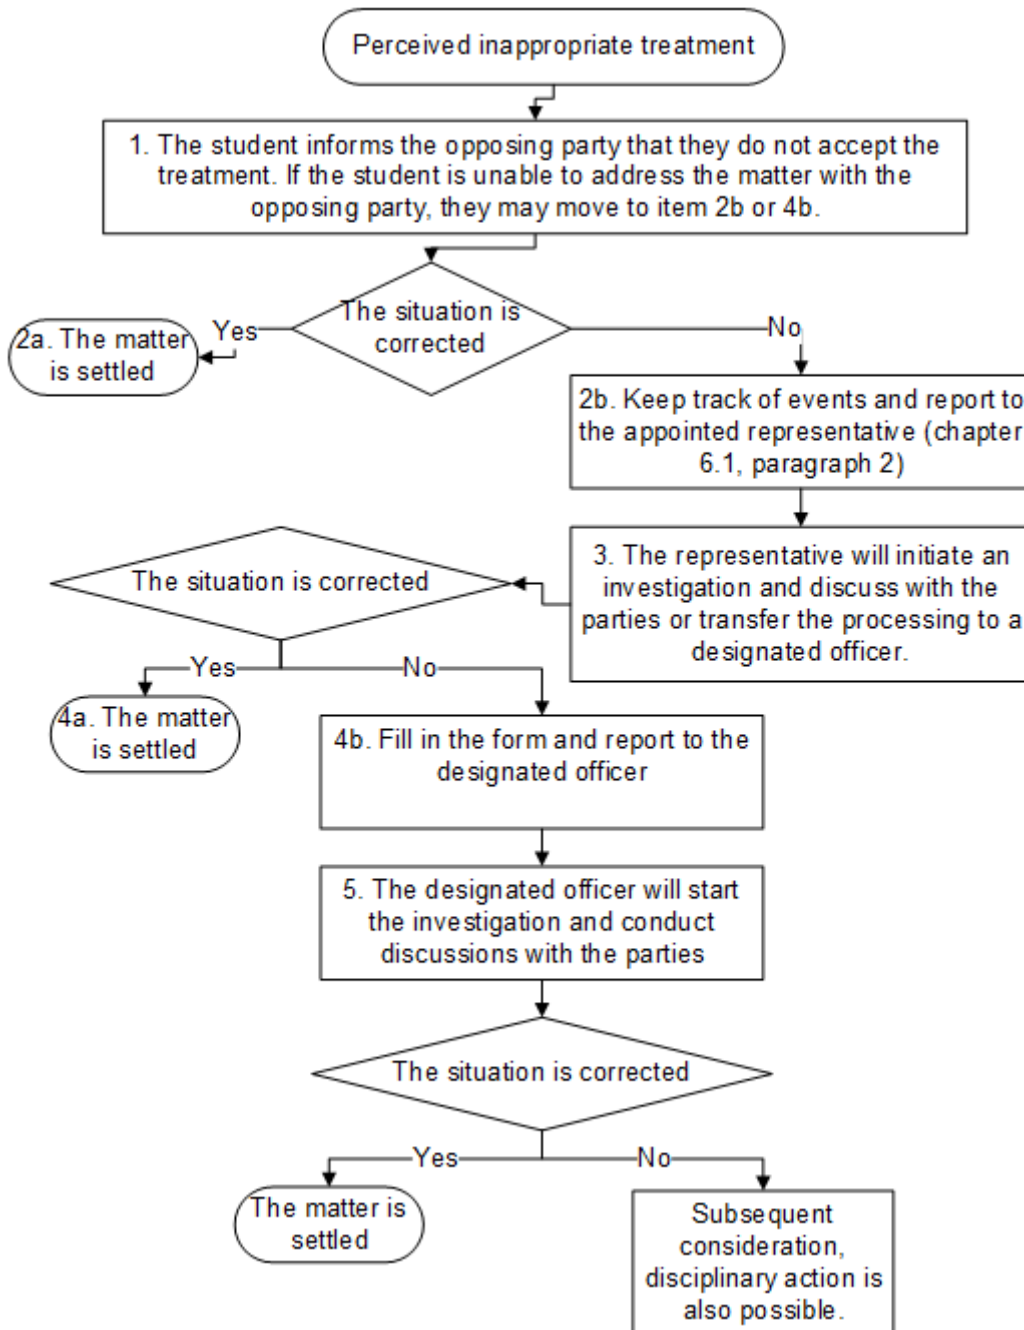 Perceived inappropriate treatment
1. The student informs the opposing party that they do not accept the
treatment. If the student is unable to address the matter with the
opposing party, they may move to item 2b or 4b.
The situation is
corrected
Yes
No
2a. The matter
is settled
2b. Keep track of events and report to
the appointed representative (chapter
6.1, paragraph 2)
3. The representative will initiate an
investigation and discuss with the
parties or transfer the processing to a
designated officer.
The situation is corrected
Yes
No
4a. The matter
is settled
4b. Fill in the form and report to the
designated officer
5. The designated officer will start
the investigation and conduct
discussions with the parties
The situation is corrected
Yes
No
The matter is
settled
Subsequent
consideration,
disciplinary action is
also possible.